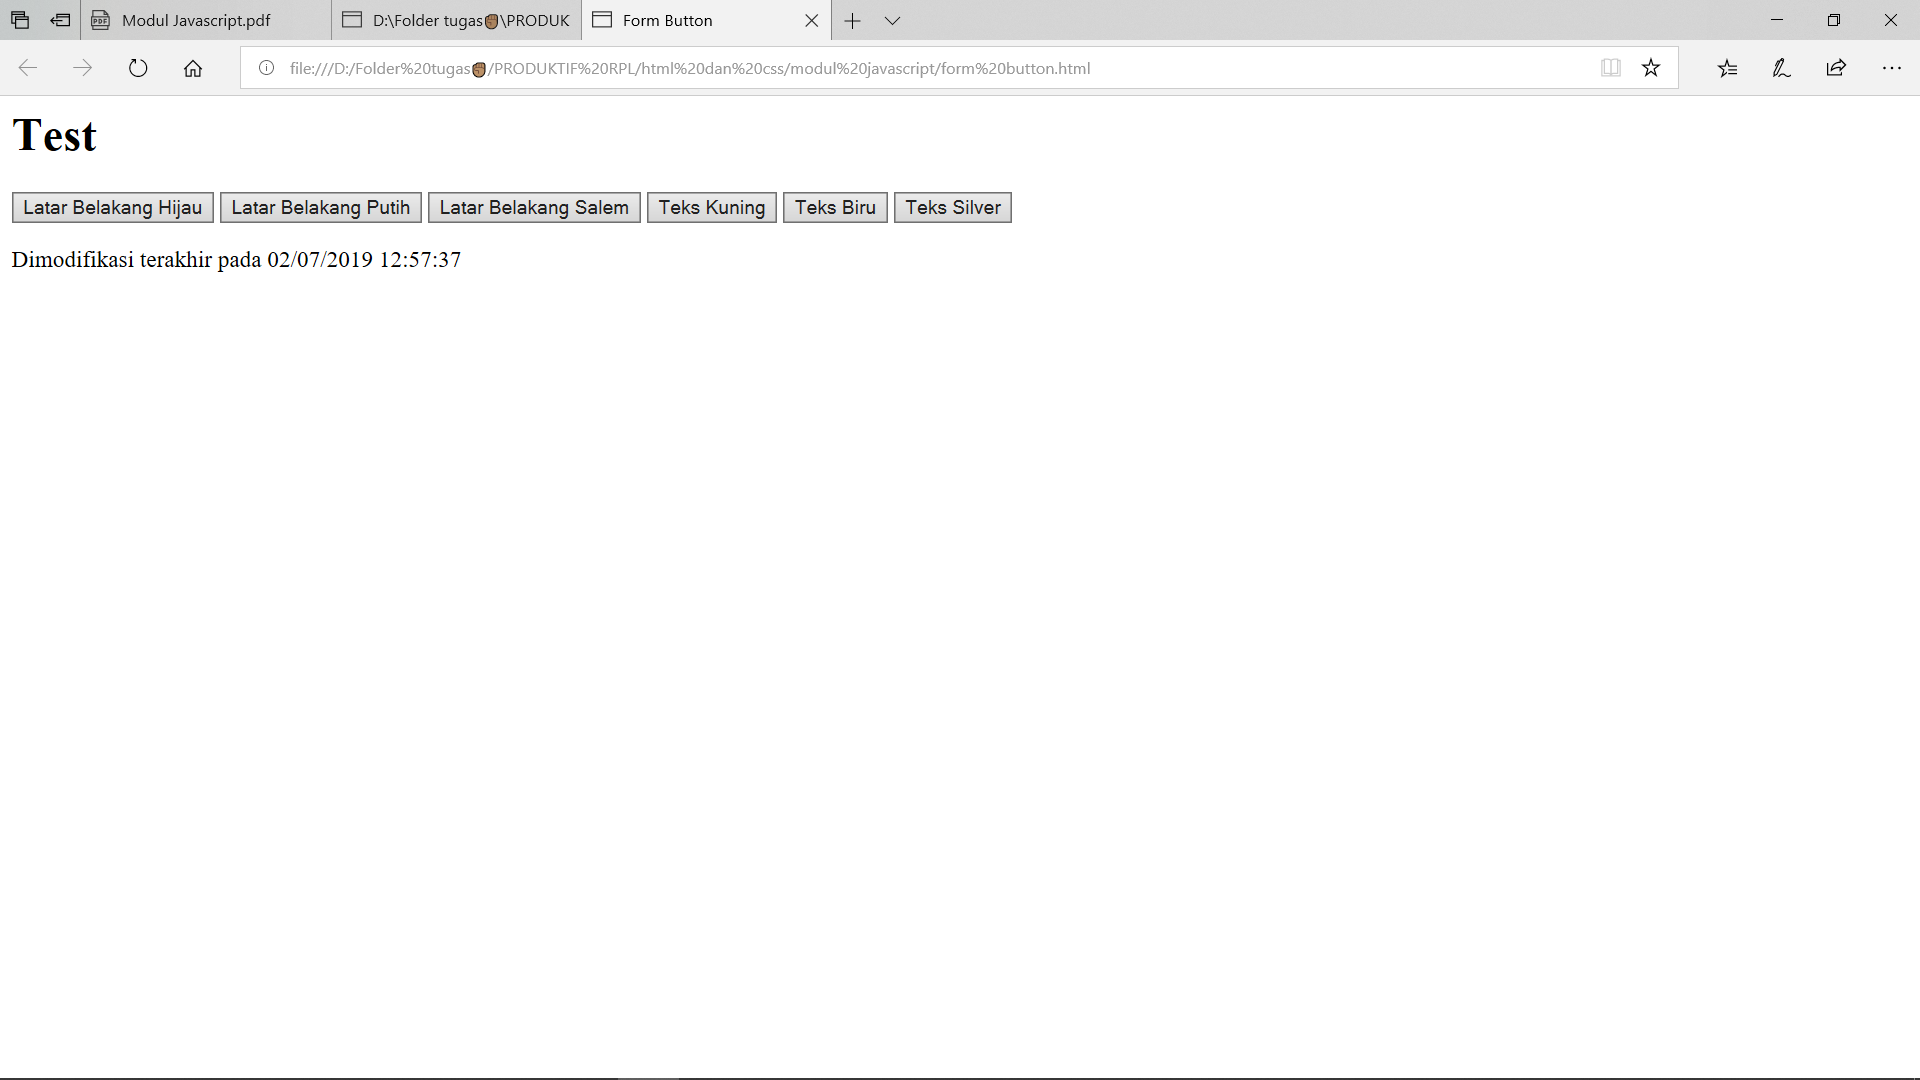 Modul Javascript.pdf
D:\Folder tugas✊🏾\PRODUK
Form Button
file:///D:/Folder%20tugas✊🏾/PRODUKTIF%20RPL/html%20dan%20css/modul%20javascript/form%20button.html
Test
Latar Belakang Hijau Latar Belakang Putih Latar Belakang Salem Teks Kuning Teks Biru Teks Silver
Dimodifikasi terakhir pada 02/07/2019 12:57:37